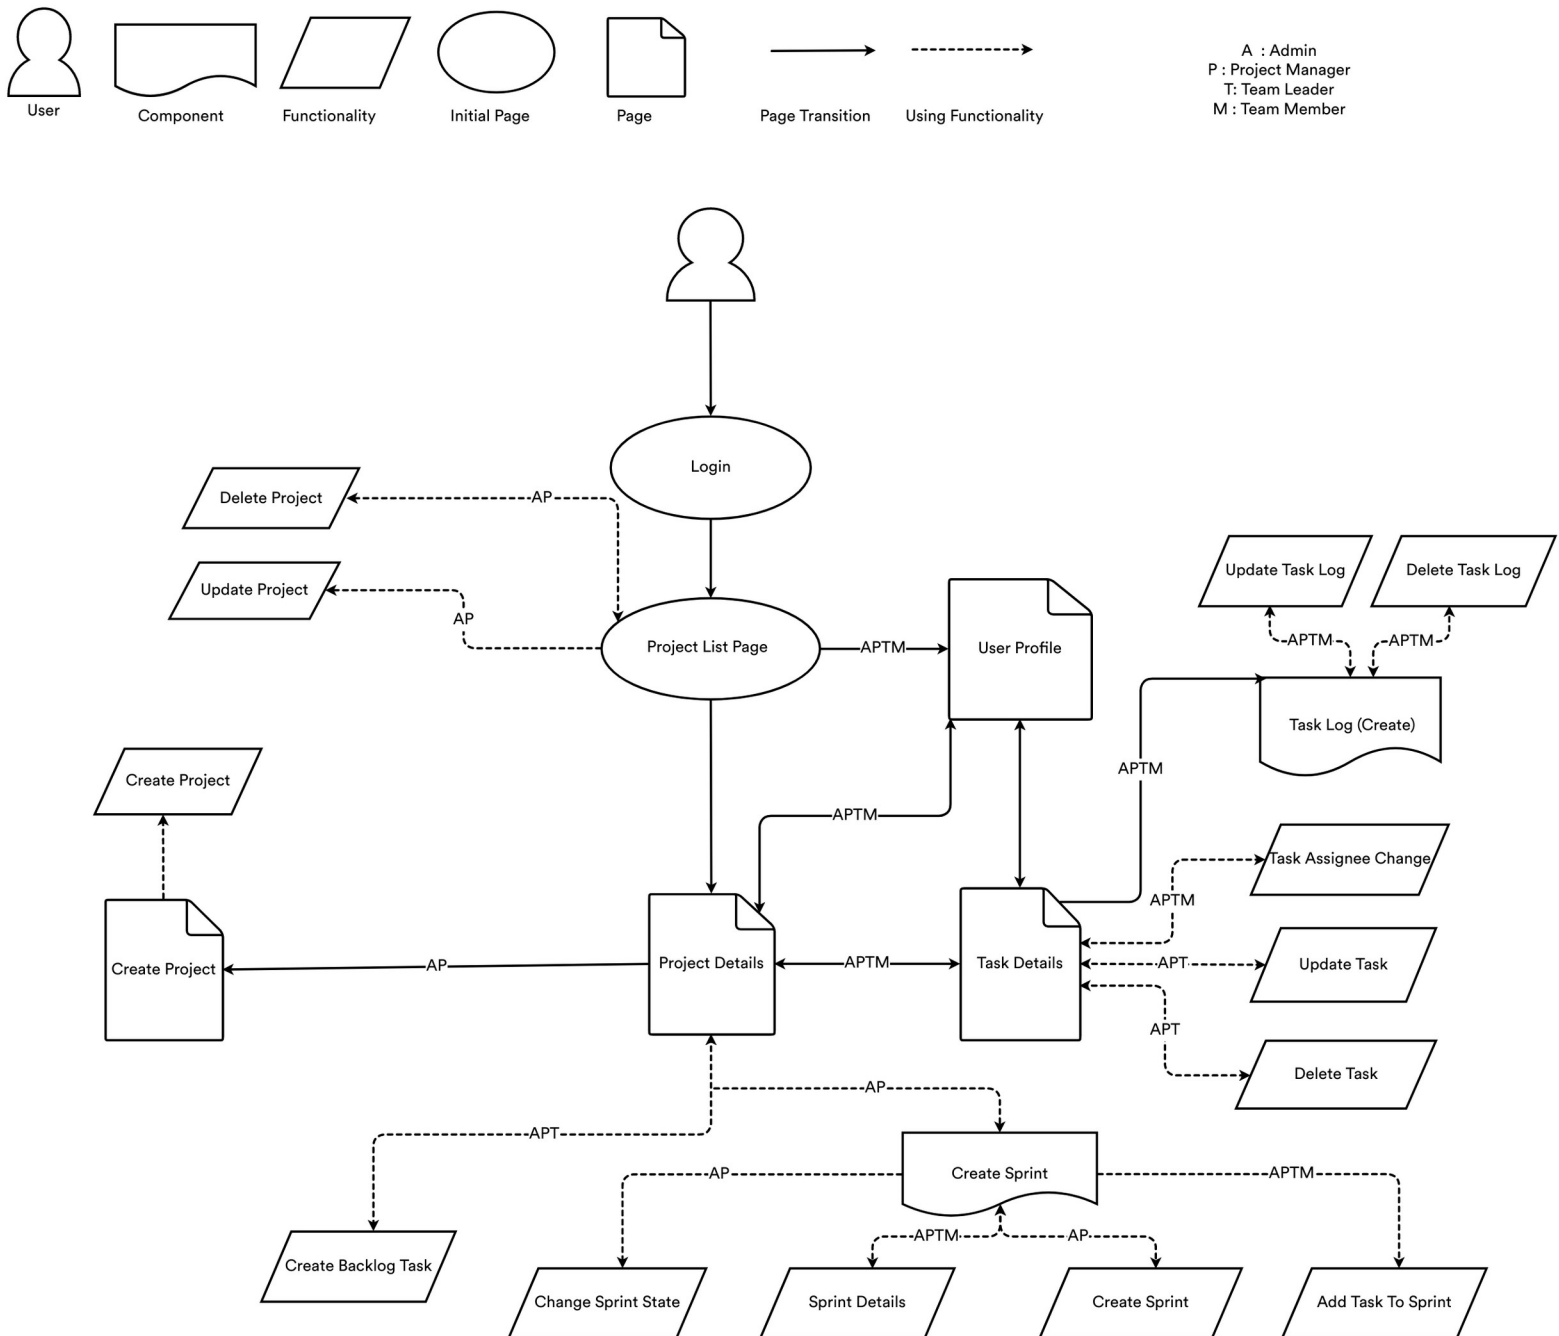 User
Component
Functionality
Initial Page
Page
Page Transition
Using Functionality
A : Admin
P : Project Manager
T: Team Leader
M : Team Member
Login
Delete Project
AP
Update Project
AP
Project List Page
APTM
User Profile
Update Task Log
Delete Task Log
APTM
APTM
Task Log (Create)
APTM
Create Project
APTM
Task Assignee Change
APTM
Create Project
AP
Project Details
APTM
Task Details
APT
Update Task
APT
Delete Task
AP
APT
Create Sprint
AP
APTM
APTM
AP
Create Backlog Task
Change Sprint State
Sprint Details
Create Sprint
Add Task To Sprint